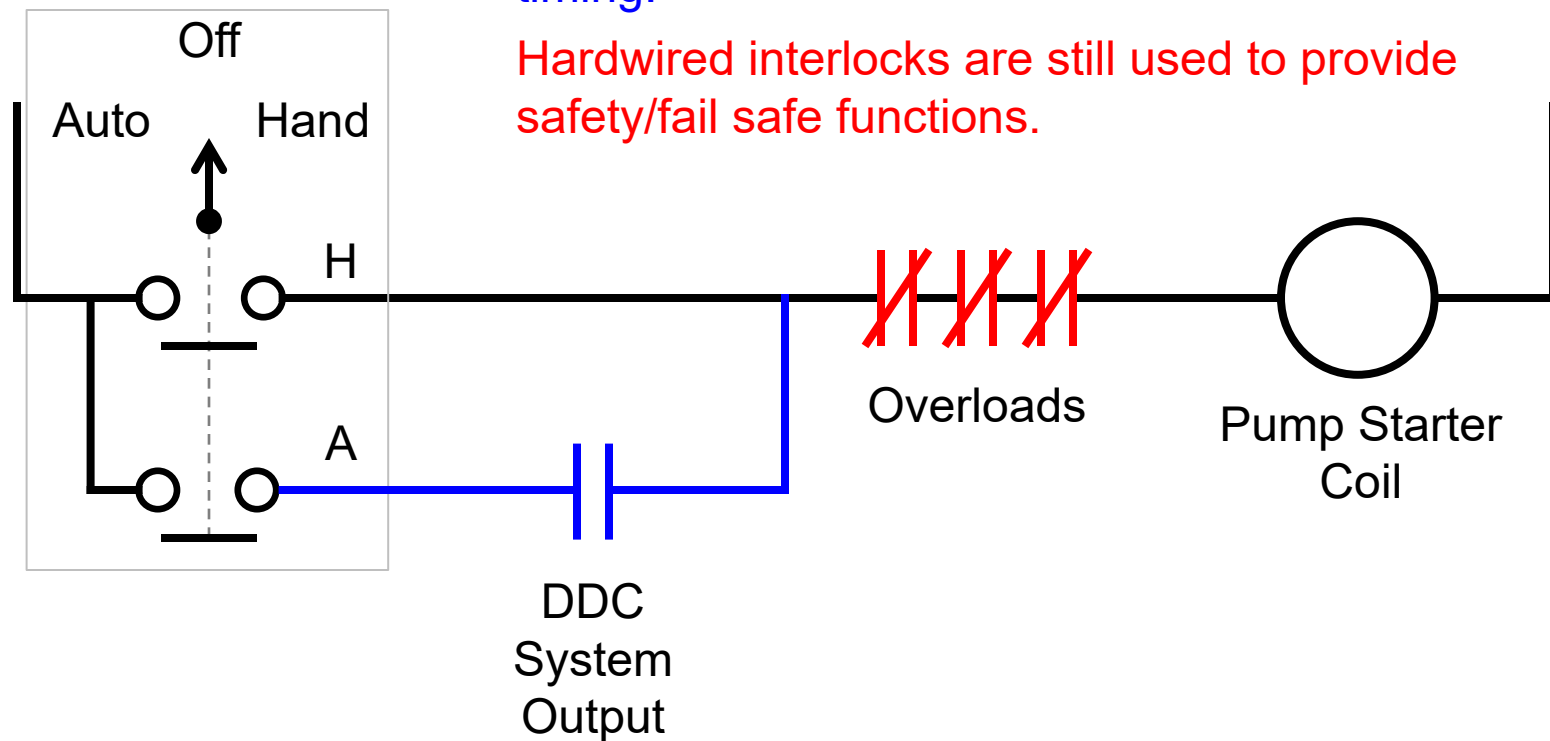 timing.
Hardwired interlocks are still used to provide
safety/fail safe functions.
Off
Auto Hand
H
A
Overloads
Pump Starter
Coil
DDC
System
Output